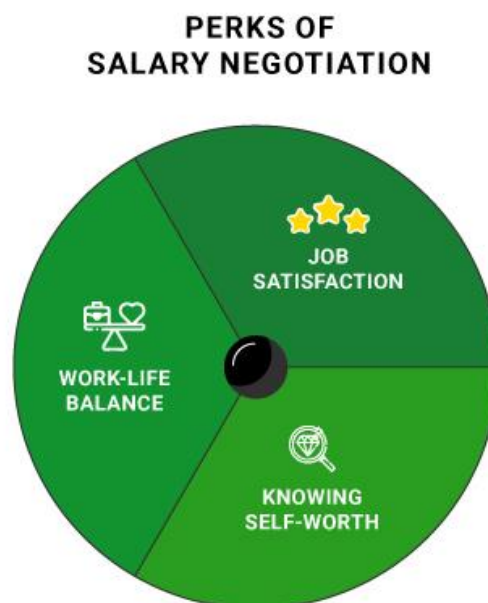 PERKS OF
SALARY NEGOTIATION
JOB
SATISFACTION
WORK-LIFE
BALANCE
KNOWING
SELF-WORTH